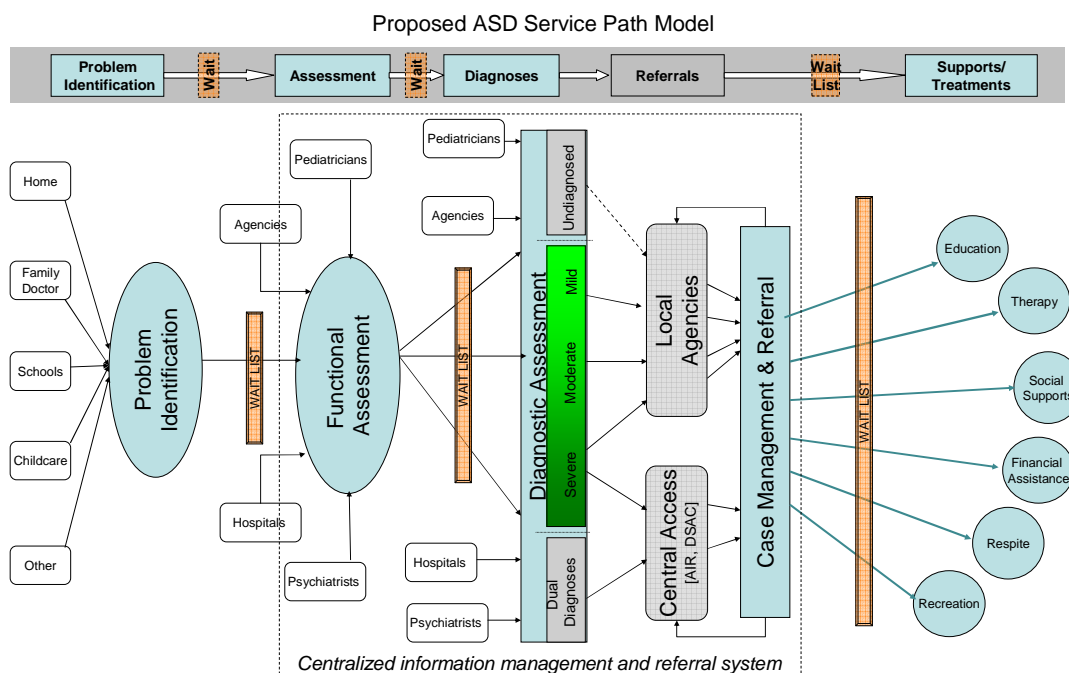 Proposed ASD Service Path Model
Problem
Identification
Wait
Assessment
Wait
Diagnoses
Referrals
Wait
List
Supports/
Treatments
Home
Family
Doctor
Schools
Childcare
Other
Problem
Identification
WAIT LIST
Pediatricians
Agencies
Hospitals
Psychiatrists
Functional
Assessment
WAIT LIST
Pediatricians
Agencies
Hospitals
Psychiatrists
Diagnostic Assessment
Undiagnosed
Mild
Moderate
Severe
Dual
Diagnoses
Local
Agencies
Central Access
[AIR, DSAC]
Case Management & Referral
WAIT LIST
Education
Therapy
Social
Supports
Financial
Assistance
Respite
Recreation
Centralized information management and referral system